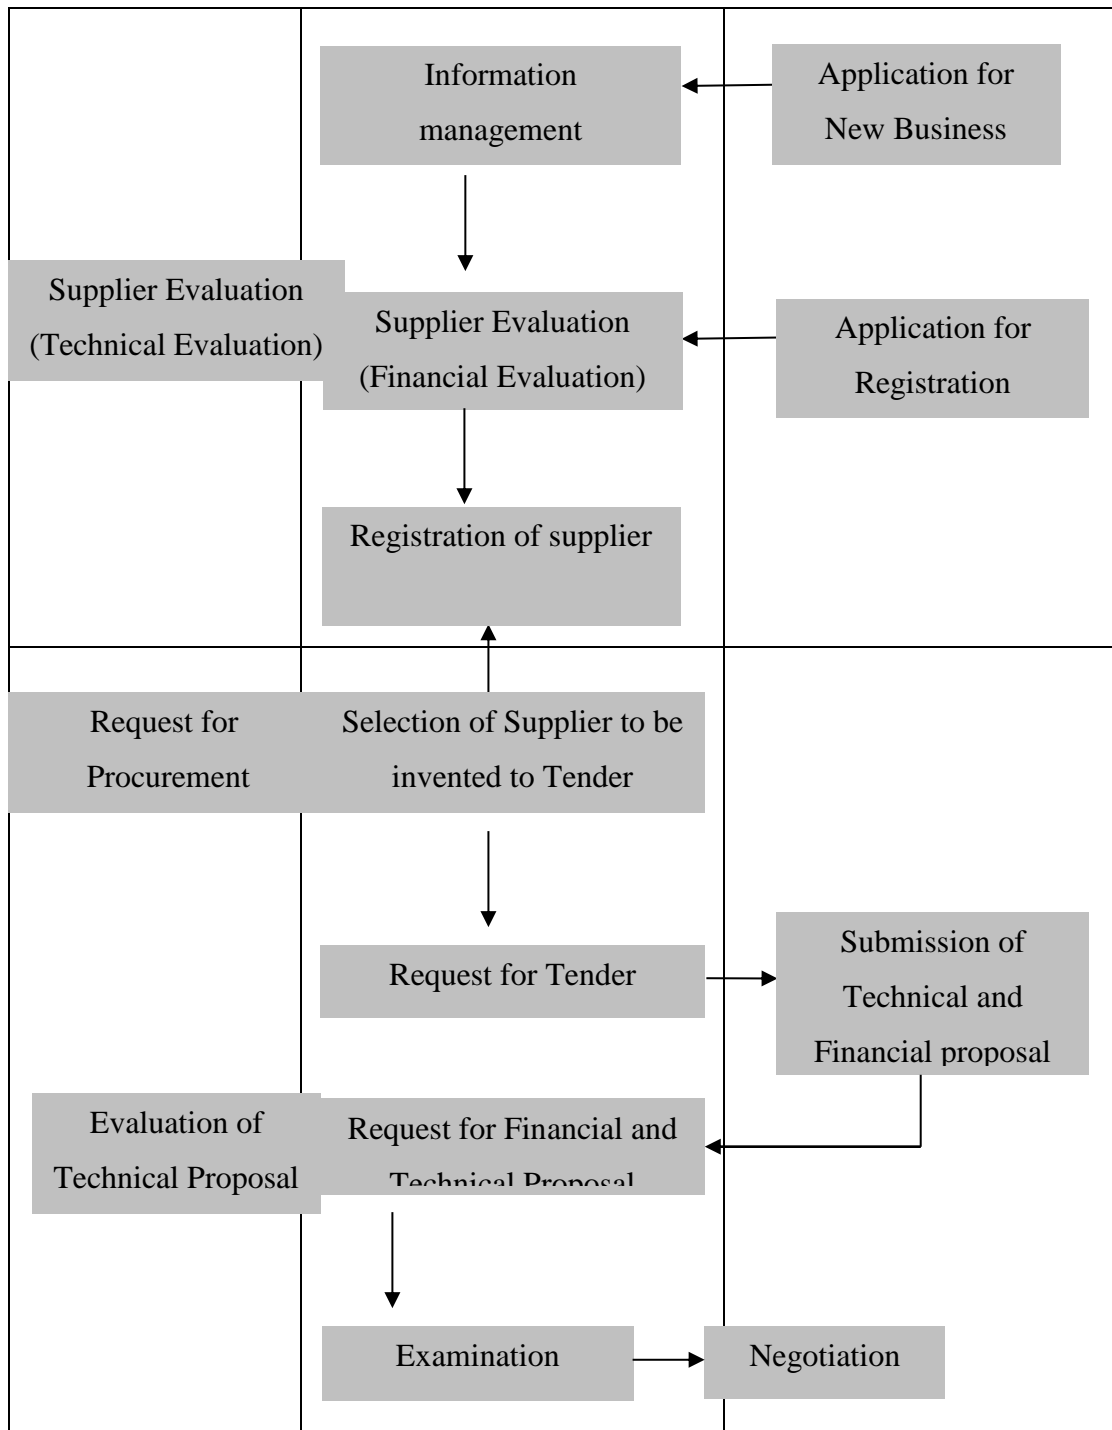 Information
management
Application for
New Business
Supplier Evaluation
(Technical Evaluation)
Supplier Evaluation
(Financial Evaluation)
Application for
Registration
Registration of supplier
Request for
Procurement
Selection of Supplier to be
invented to Tender
Request for Tender
Submission of
Technical and
Financial proposal
Evaluation of
Technical Proposal
Request for Financial and
Technical Proposal
Examination
Negotiation